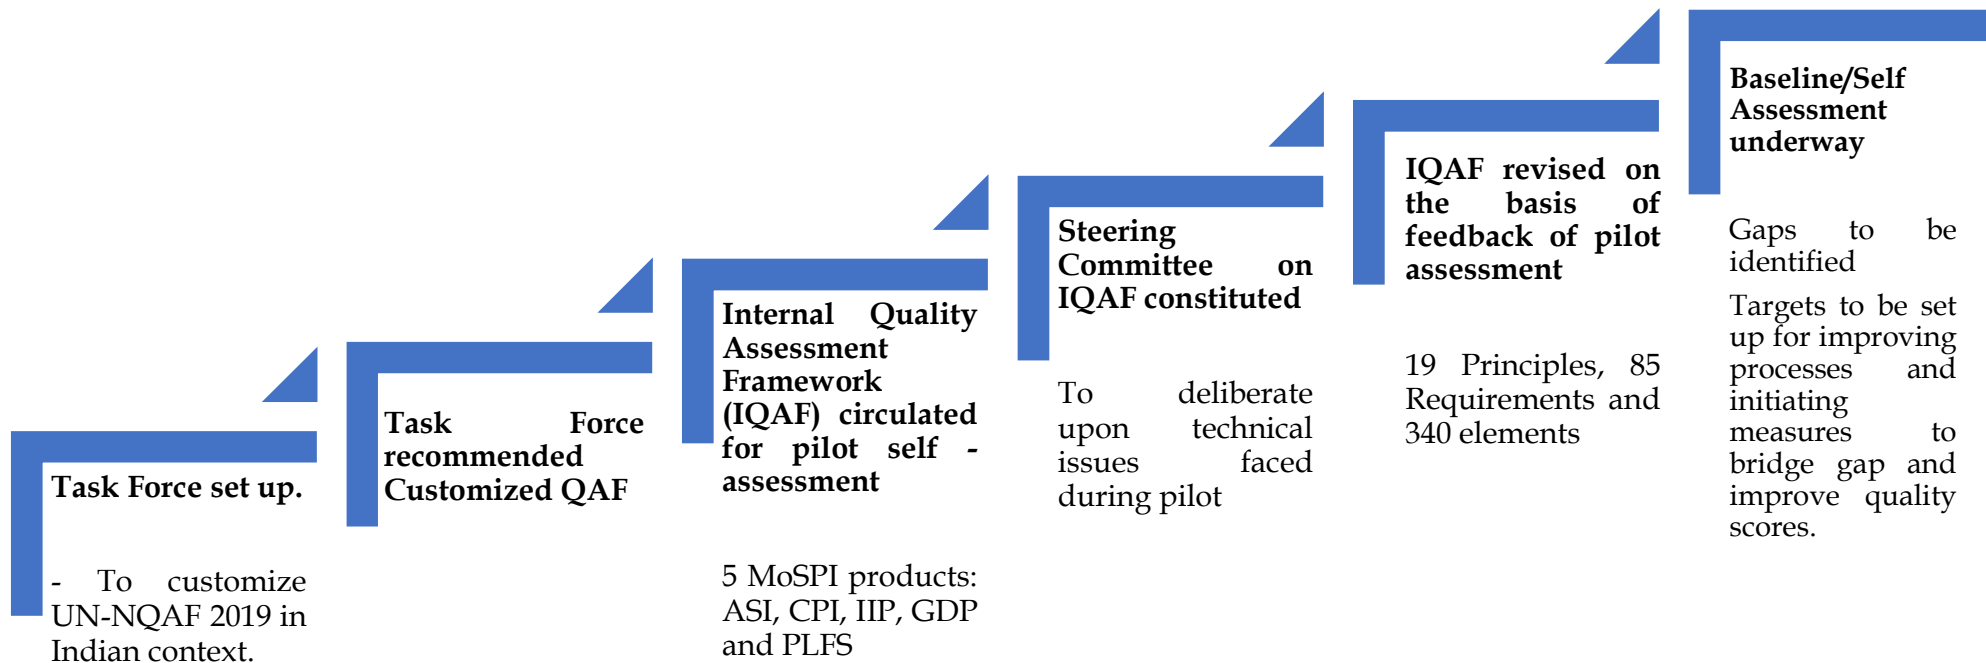 Task Force set up.
- To customize
UN-NQAF 2019 in
Indian context.
Task Force
recommended
Customized QAF
Internal Quality
Assessment
Framework
(IQAF) circulated
for pilot self -
assessment
5 MoSPI products:
ASI, CPI, IIP, GDP
and PLFS
Steering
Committee on
IQAF constituted
To deliberate
upon technical
issues faced
during pilot
IQAF revised on
the basis of
feedback of pilot
assessment
19 Principles, 85
Requirements and
340 elements
Baseline/Self
Assessment
underway
Gaps to be
identified
Targets to be set
up for improving
processes and
initiating
measures to
bridge gap and
improve quality
scores.